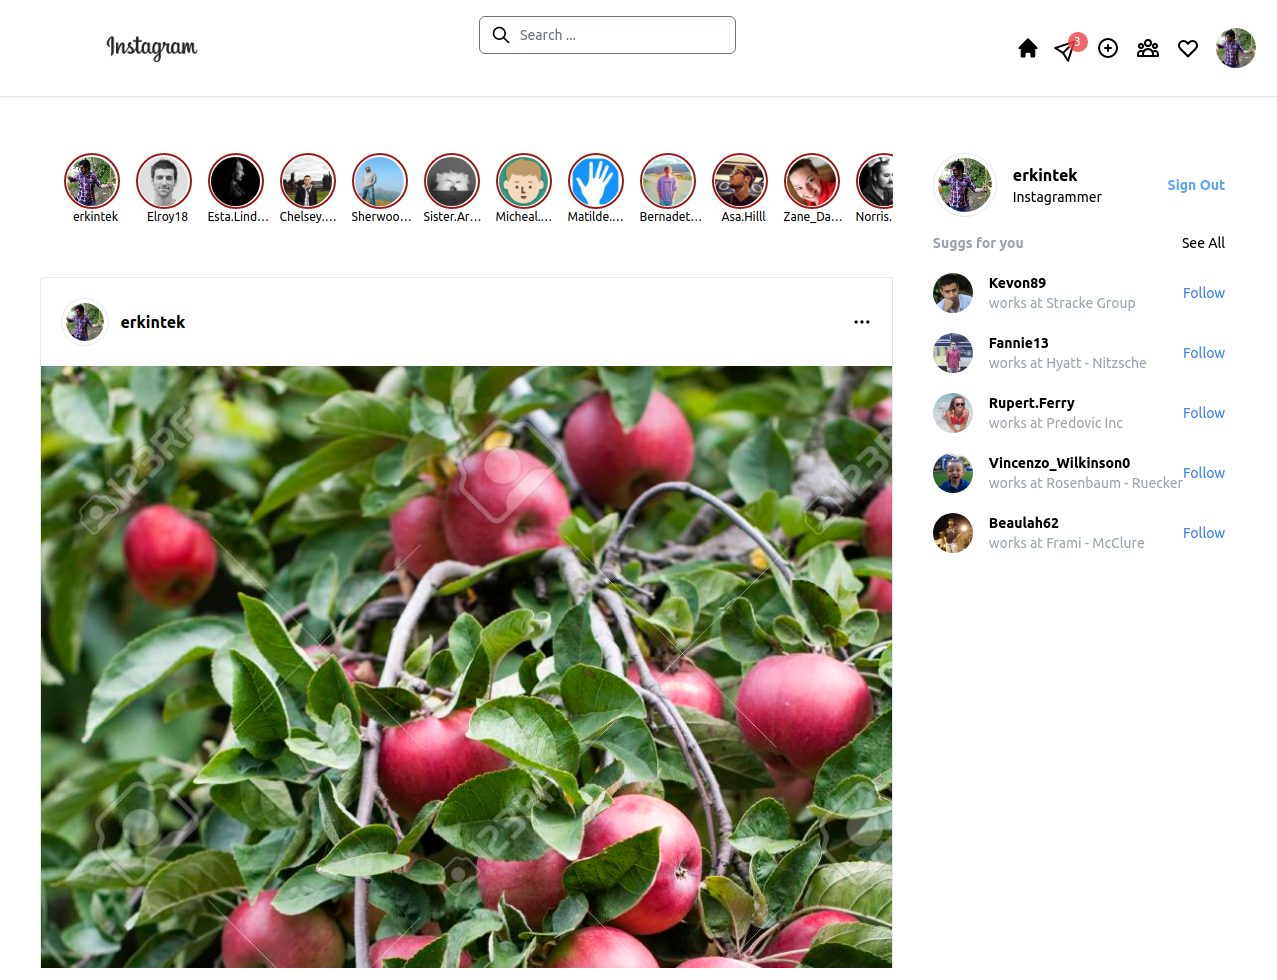 Instagram
Search ...
3
erkintek
Elroy18
Esta.Lind...
Chelsey....
Sherwoo...
Sister.Ar...
Micheal....
Matilde....
Bernadet...
Asa.Hilll
Zane_Da...
Norris.
erkintek
Instagrammer
Sign Out
Suggs for you
See All
Kevon89
works at Stracke Group
Follow
Fannie13
works at Hyatt - Nitzsche
Follow
Rupert.Ferry
works at Predovic Inc
Follow
Vincenzo_Wilkinson0
works at Rosenbaum - Ruecker
Follow
Beaulah62
works at Frami - McClure
Follow
erkintek
123RF
123RF
123RF